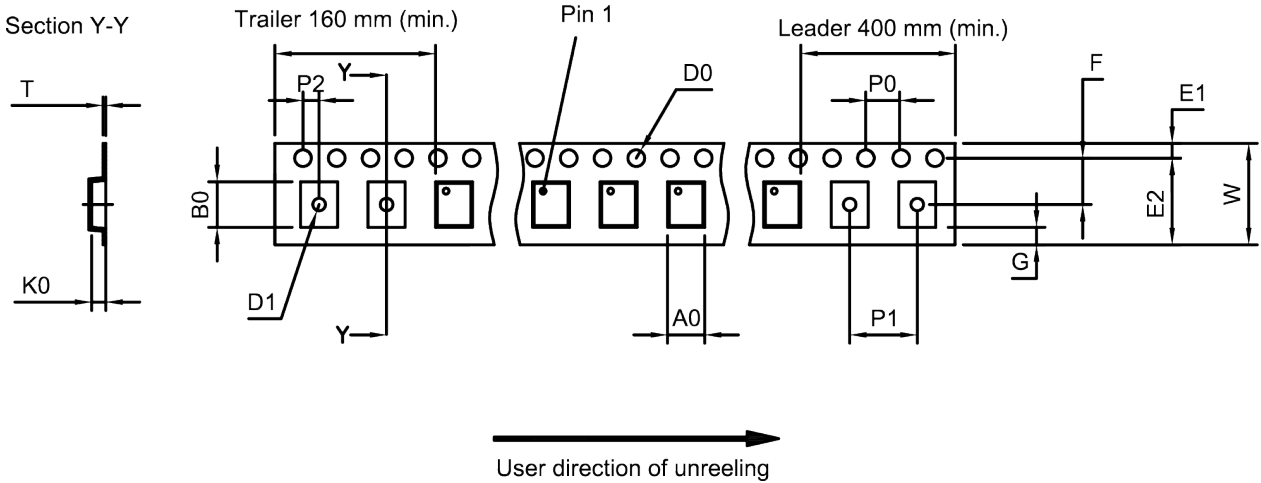 Section Y-Y
Trailer 160 mm (min.)
Pin 1
Leader 400 mm (min.)
T
P2
Y
D0
P0
F
E1
B0
E2
W
K0
D1
Y
A0
P1
G
User direction of unreeling